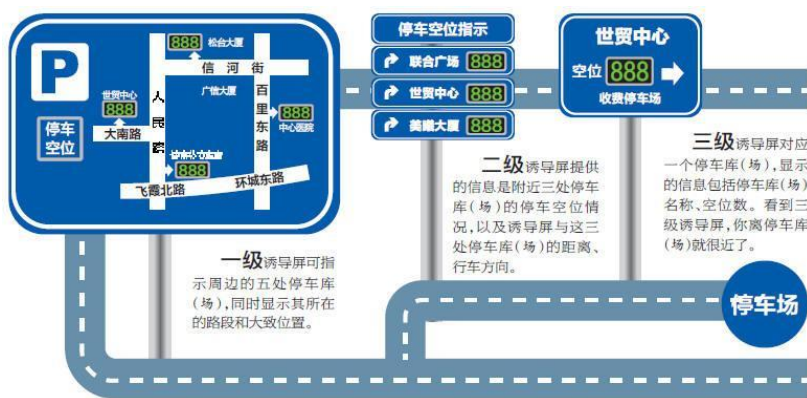 P
停车
空位
888
松台大厦
信河街
世贸中心
888
人民路
广信大厦
百里东路
888
中心医院
大南路
888
飞霞北路
环城东路
停车空位指示
联合广场 888
世贸中心 888
美曦大厦 888
世贸中心
空位 888
收费停车场
一级诱导屏可指
示周边的五处停车库
(场),同时显示其所在
的路段和大致位置。
二级诱导屏提供
的信息是附近三处停车
库(场)的停车空位情
况,以及诱导屏与这三
处停车库(场)的距离、
行车方向。
三级诱导屏对应
一个停车库(场),显示
的信息包括停车库(场)
名称、空位数。看到三
级诱导屏,你离停车库
(场)就很近了。
停车场